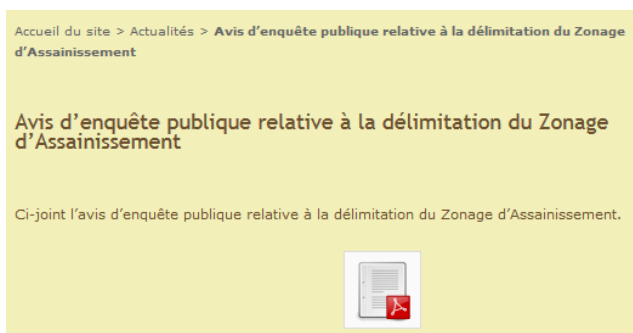 Accueil du site > Actualités > Avis d’enquête publique relative à la délimitation du Zonage
d’Assainissement
Avis d’enquête publique relative à la délimitation du Zonage
d’Assainissement
Ci-joint l’avis d’enquête publique relative à la délimitation du Zonage d’Assainissement.